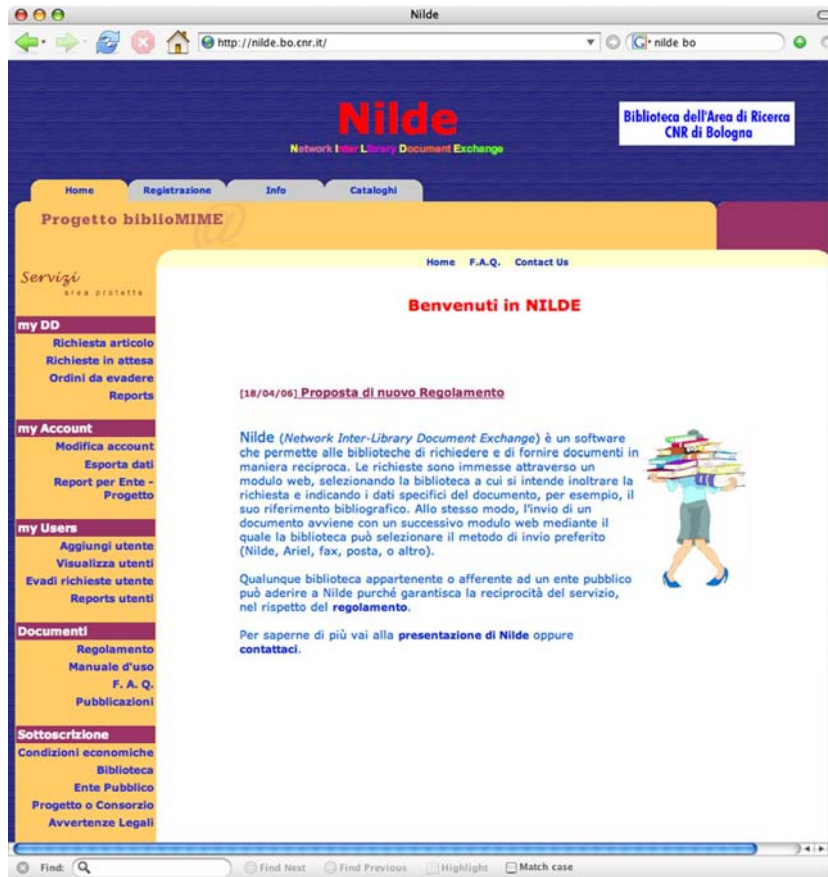 Nilde
http://nilde.bo.cnr.it/
nilde bo
Nilde
Network Inter Library Document Exchange
Biblioteca dell'Area di Ricerca
CNR di Bologna
Home Registrazione Info Cataloghi
Progetto biblioMIME
@
Home F.A.Q. Contact Us
Servizi
area protetta
my DD
Richiesta articolo
Richieste in attesa
Ordini da evadere
Reports
my Account
Modifica account
Esporta dati
Report per Ente -
Progetto
my Users
Aggiungi utente
Visualizza utenti
Evadi richieste utente
Reports utenti
Documenti
Regolamento
Manuale d'uso
F. A. Q.
Pubblicazioni
Sottoscrizione
Condizioni economiche
Biblioteca
Ente Pubblico
Progetto o Consorzio
Avvertenze Legali
Benvenuti in NILDE
[18/04/06] Proposta di nuovo Regolamento
Nilde (Network Inter-Library Document Exchange) è un software
che permette alle biblioteche di richiedere e di fornire documenti in
maniera reciproca. Le richieste sono immesse attraverso un
modulo web, selezionando la biblioteca a cui si intende inoltrare la
richiesta e indicando i dati specifici del documento, per esempio, il
suo riferimento bibliografico. Allo stesso modo, l'invio di un
documento avviene con un successivo modulo web mediante il
quale la biblioteca può selezionare il metodo di invio preferito
(Nilde, Ariel, fax, posta, o altro).
Qualunque biblioteca appartenente o afferente ad un ente pubblico
può aderire a Nilde purché garantisca la reciprocità del servizio,
nel rispetto del regolamento.
Per saperne di più vai alla presentazione di Nilde oppure
contattaci.
Find: Find Next Find Previous Highlight Match case